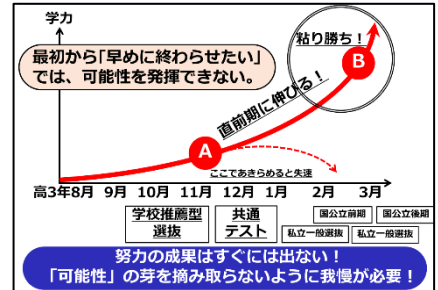 学力
最初から「早めに終わらせたい」
では、可能性を発揮できない。
粘り勝ち！
B
直前期に伸びる！
A
ここであきらめると失速
高3年8月 9月 10月 11月 12月 1月 2月 3月
学校推薦型
選抜
共通
テスト
国公立前期
国公立後期
私立一般選抜
私立一般選抜
努力の成果はすぐには出ない！
「可能性」の芽を摘み取らないように我慢が必要！